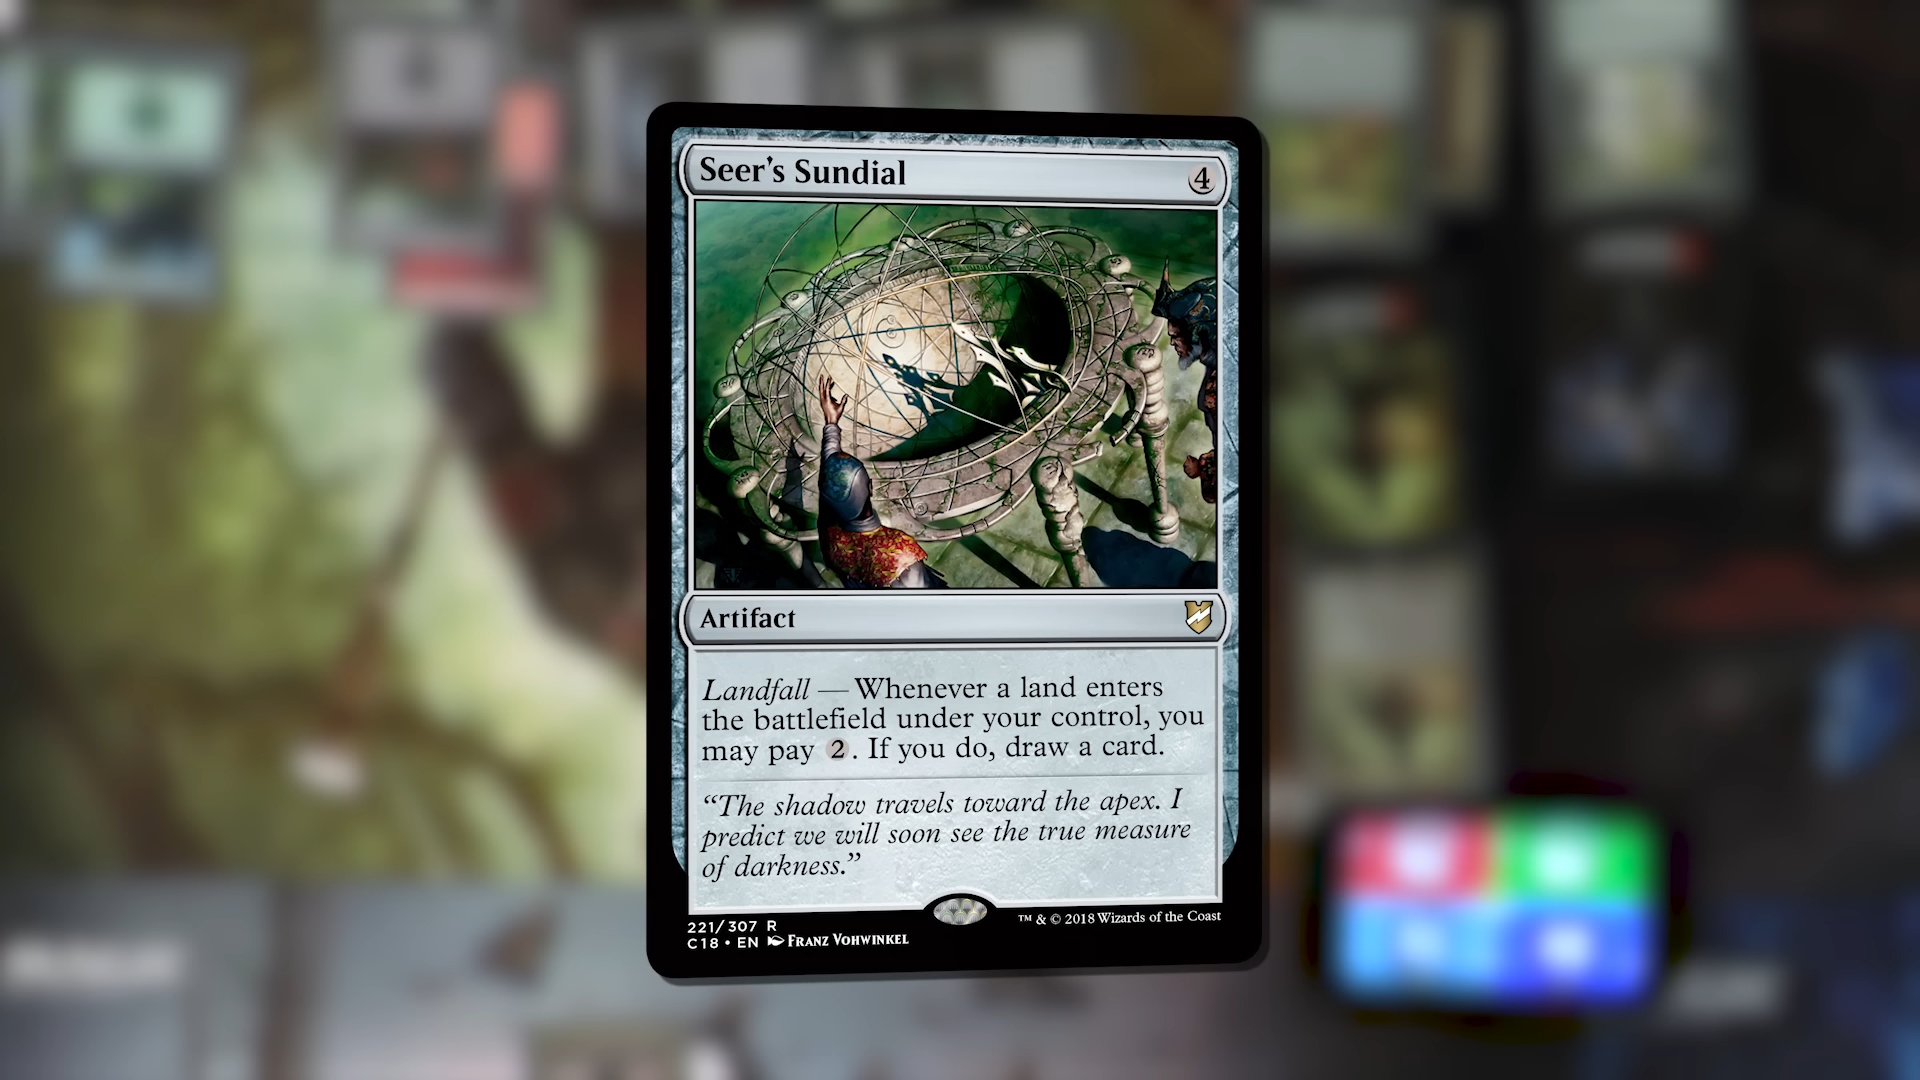 Seer's Sundial
4
Artifact
Landfall — Whenever a land enters
the battlefield under your control, you
may pay 2. If you do, draw a card.
“The shadow travels toward the apex. I
predict we will soon see the true measure
of darkness.”
221/307 R
C18 • EN Franz Vohwinkel
™ & © 2018 Wizards of the Coast